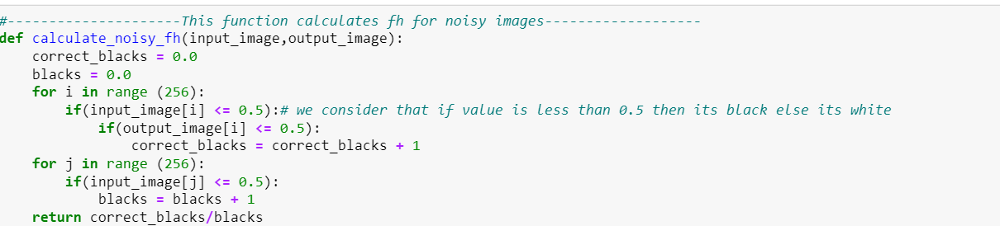 #---------------------This function calculates fh for noisy images-------------------
def calculate_noisy_fh(input_image,output_image):
    correct_blacks = 0.0
    blacks = 0.0
    for i in range (256):
        if(input_image[i] <= 0.5):# we consider that if value is less than 0.5 then its black else its white
            if(output_image[i] <= 0.5):
                correct_blacks = correct_blacks + 1
    for j in range (256):
        if(input_image[j] <= 0.5):
            blacks = blacks + 1
    return correct_blacks/blacks